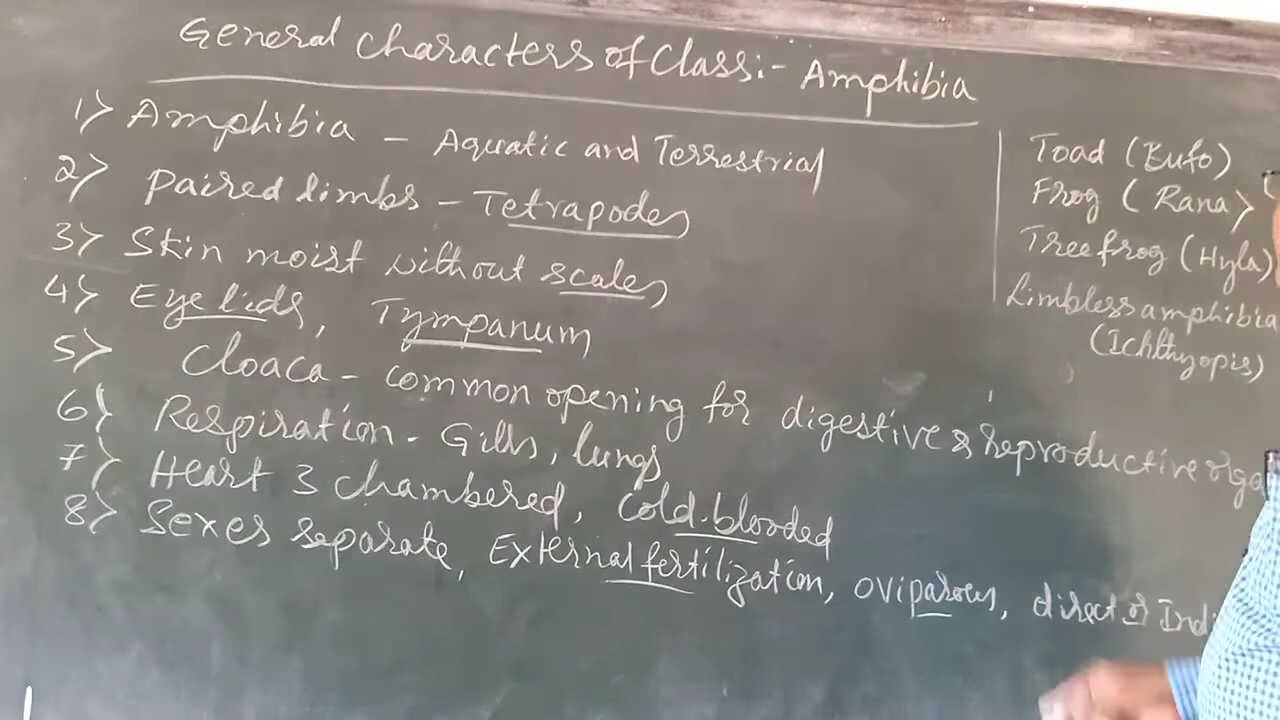 General Characters of Class:- Amphibia
1) Amphibia - Aquatic and Terrestrial
2) Paired limbs - Tetrapodes
3) Skin moist without scales
4) Eye lids, Tympanum
5) Cloaca - Common opening for digestive & reproductive
6) Respiration - Gills, lungs
7) Heart 3 chambered, Cold-blooded
8) Sexes separate, External fertilization, oviparous, direct or
Toad (Bufo)
Frog (Rana)
Tree frog (Hyla)
Limbless amphibia
(Ichthyopis)